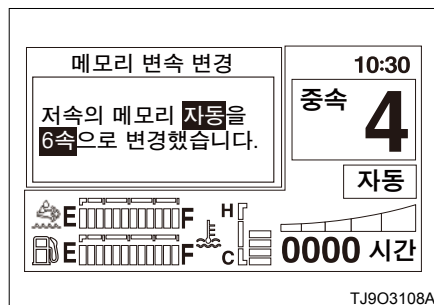 메모리 변속 변경
저속의 메모리 자동을
6속으로 변경했습니다.
10:30
중속
4
자동
E F
E F
H
C
0000 시간
TJ9O3108A